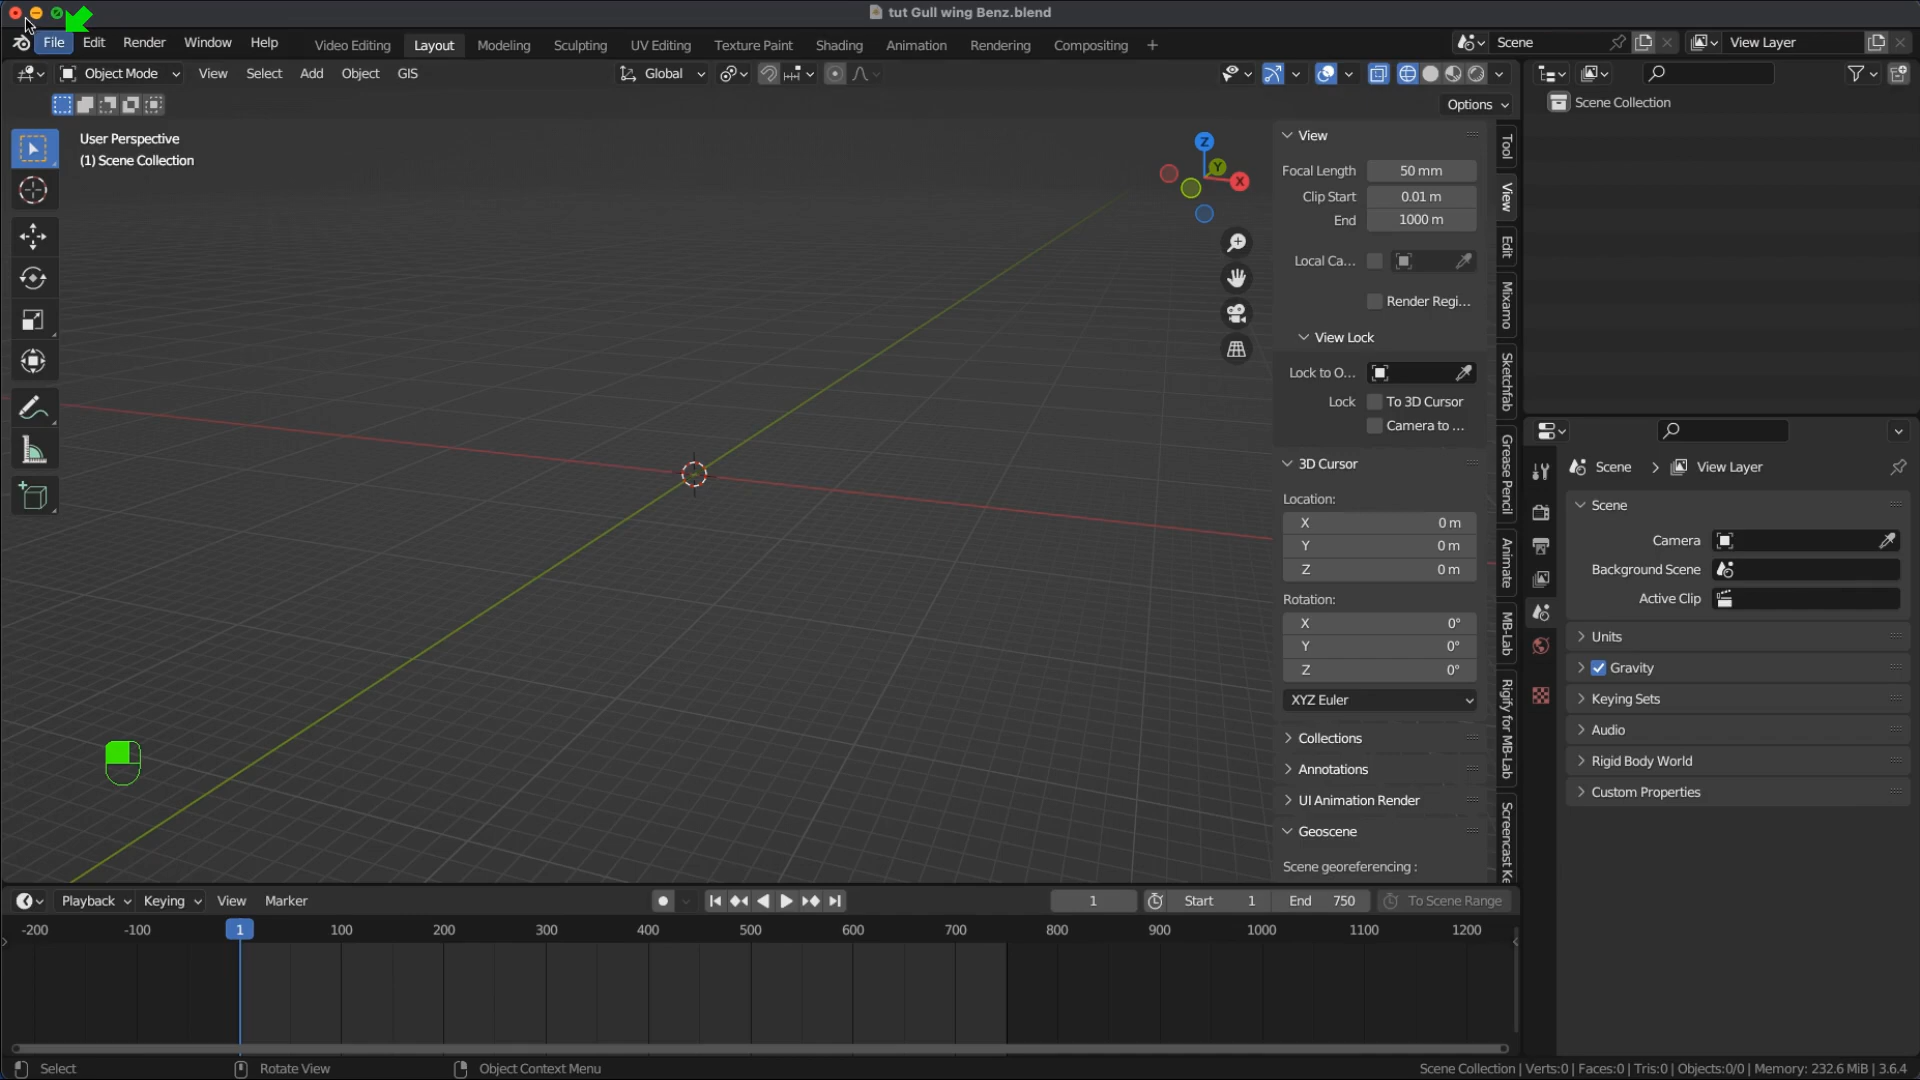 tut Gull wing Benz.blend
File Edit Render Window Help Video Editing Layout Modeling Sculpting UV Editing Texture Paint Shading Animation Rendering Compositing + Scene View Layer
Object Mode View Select Add Object GIS Global
Options
User Perspective
(1) Scene Collection
Z
Y
X
View
Focal Length 50 mm
Clip Start 0.01 m
End 1000 m
Local Ca...
Render Regi...
View Lock
Lock to O...
Lock To 3D Cursor
Camera to ...
3D Cursor
Location:
X 0 m
Y 0 m
Z 0 m
Rotation:
X 0°
Y 0°
Z 0°
XYZ Euler
Collections
Annotations
UI Animation Render
Geoscene
Scene georeferencing :
Tool
View
Edit
Mixamo
Sketchfab
Grease Pencil
Animate
MB-Lab
Rigify for MB-Lab
Screencast Ke
Scene Collection
Scene > View Layer
Scene
Camera
Background Scene
Active Clip
Units
Gravity
Keying Sets
Audio
Rigid Body World
Custom Properties
Playback Keying View Marker 1 Start 1 End 750 To Scene Range
-200 -100 1 100 200 300 400 500 600 700 800 900 1000 1100 1200
Select Rotate View Object Context Menu Scene Collection | Verts:0 | Faces:0 | Tris:0 | Objects:0/0 | Memory: 232.6 MiB | 3.6.4